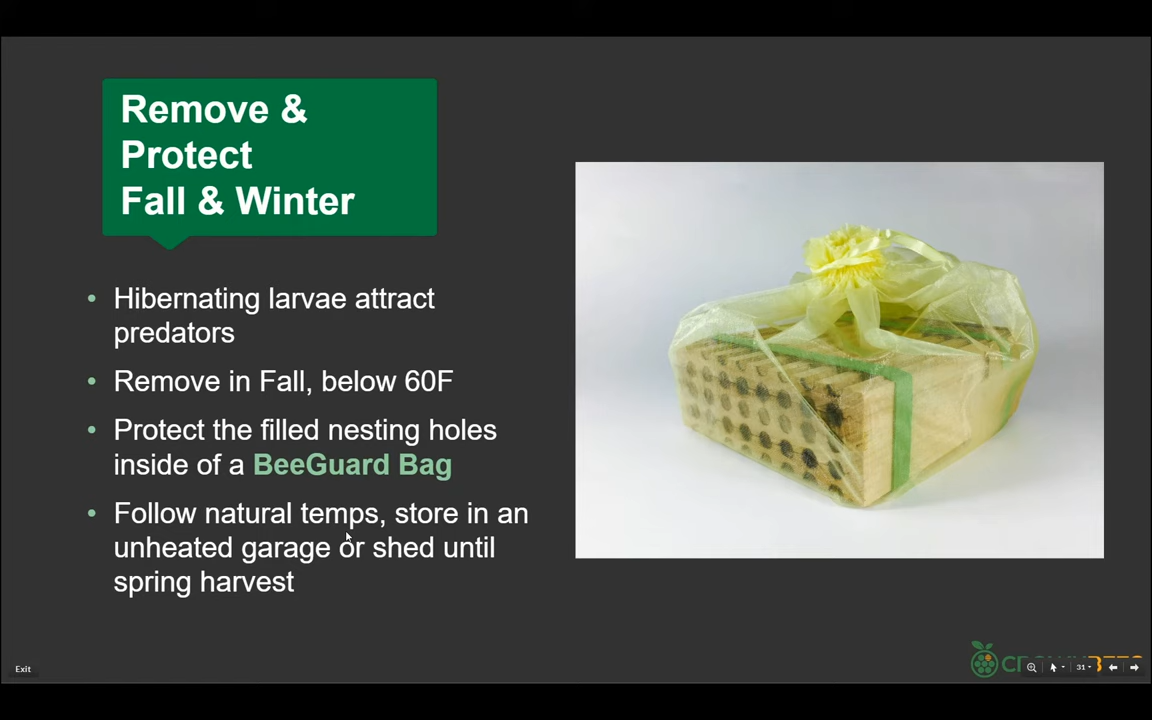 Remove &
Protect
Fall & Winter
• Hibernating larvae attract
predators
• Remove in Fall, below 60F
• Protect the filled nesting holes
inside of a BeeGuard Bag
• Follow natural temps, store in an
unheated garage or shed until
spring harvest
Exit
31